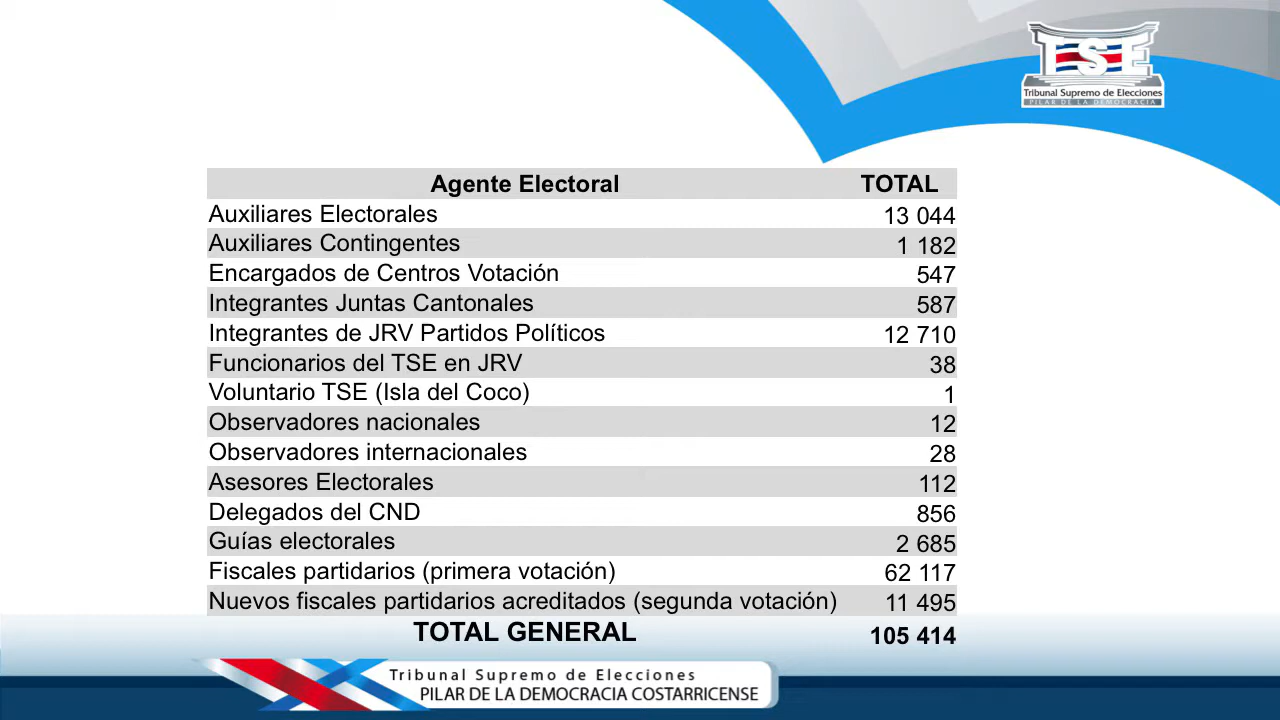 TSE
Tribunal Supremo de Elecciones
PILAR DE LA DEMOCRACIA
Agente Electoral TOTAL
Auxiliares Electorales 13 044
Auxiliares Contingentes 1 182
Encargados de Centros Votación 547
Integrantes Juntas Cantonales 587
Integrantes de JRV Partidos Políticos 12 710
Funcionarios del TSE en JRV 38
Voluntario TSE (Isla del Coco) 1
Observadores nacionales 12
Observadores internacionales 28
Asesores Electorales 112
Delegados del CND 856
Guías electorales 2 685
Fiscales partidarios (primera votación) 62 117
Nuevos fiscales partidarios acreditados (segunda votación) 11 495
TOTAL GENERAL 105 414
Tribunal Supremo de Elecciones
PILAR DE LA DEMOCRACIA COSTARRICENSE